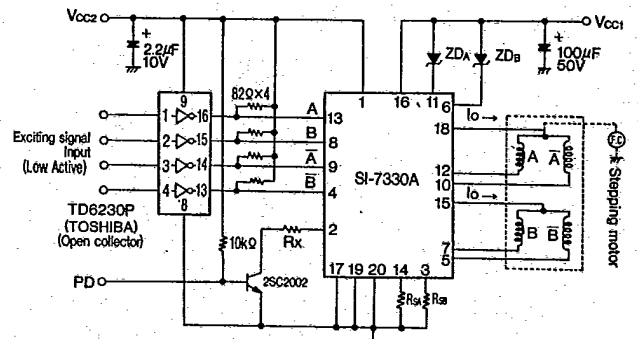 Vcc2
+
2.2μF
10V
82Ω×4
9
1 16
2 15
3 14
4 13
8
Exciting signal
Input
(Low Active)
TD6230P
(TOSHIBA)
(Open collector)
10kΩ
Rx
PD
2SC2002
A
B
A̅
B̅
13
8
9
4
2
1
16
11
6
18
12
10
15
7
5
SI-7330A
17 19 20 14 3
RSA
RSB
ZDA
ZDB
Vcc1
+
100μF
50V
Io→
Io→
A A̅
B B̅
F.C
Stepping motor